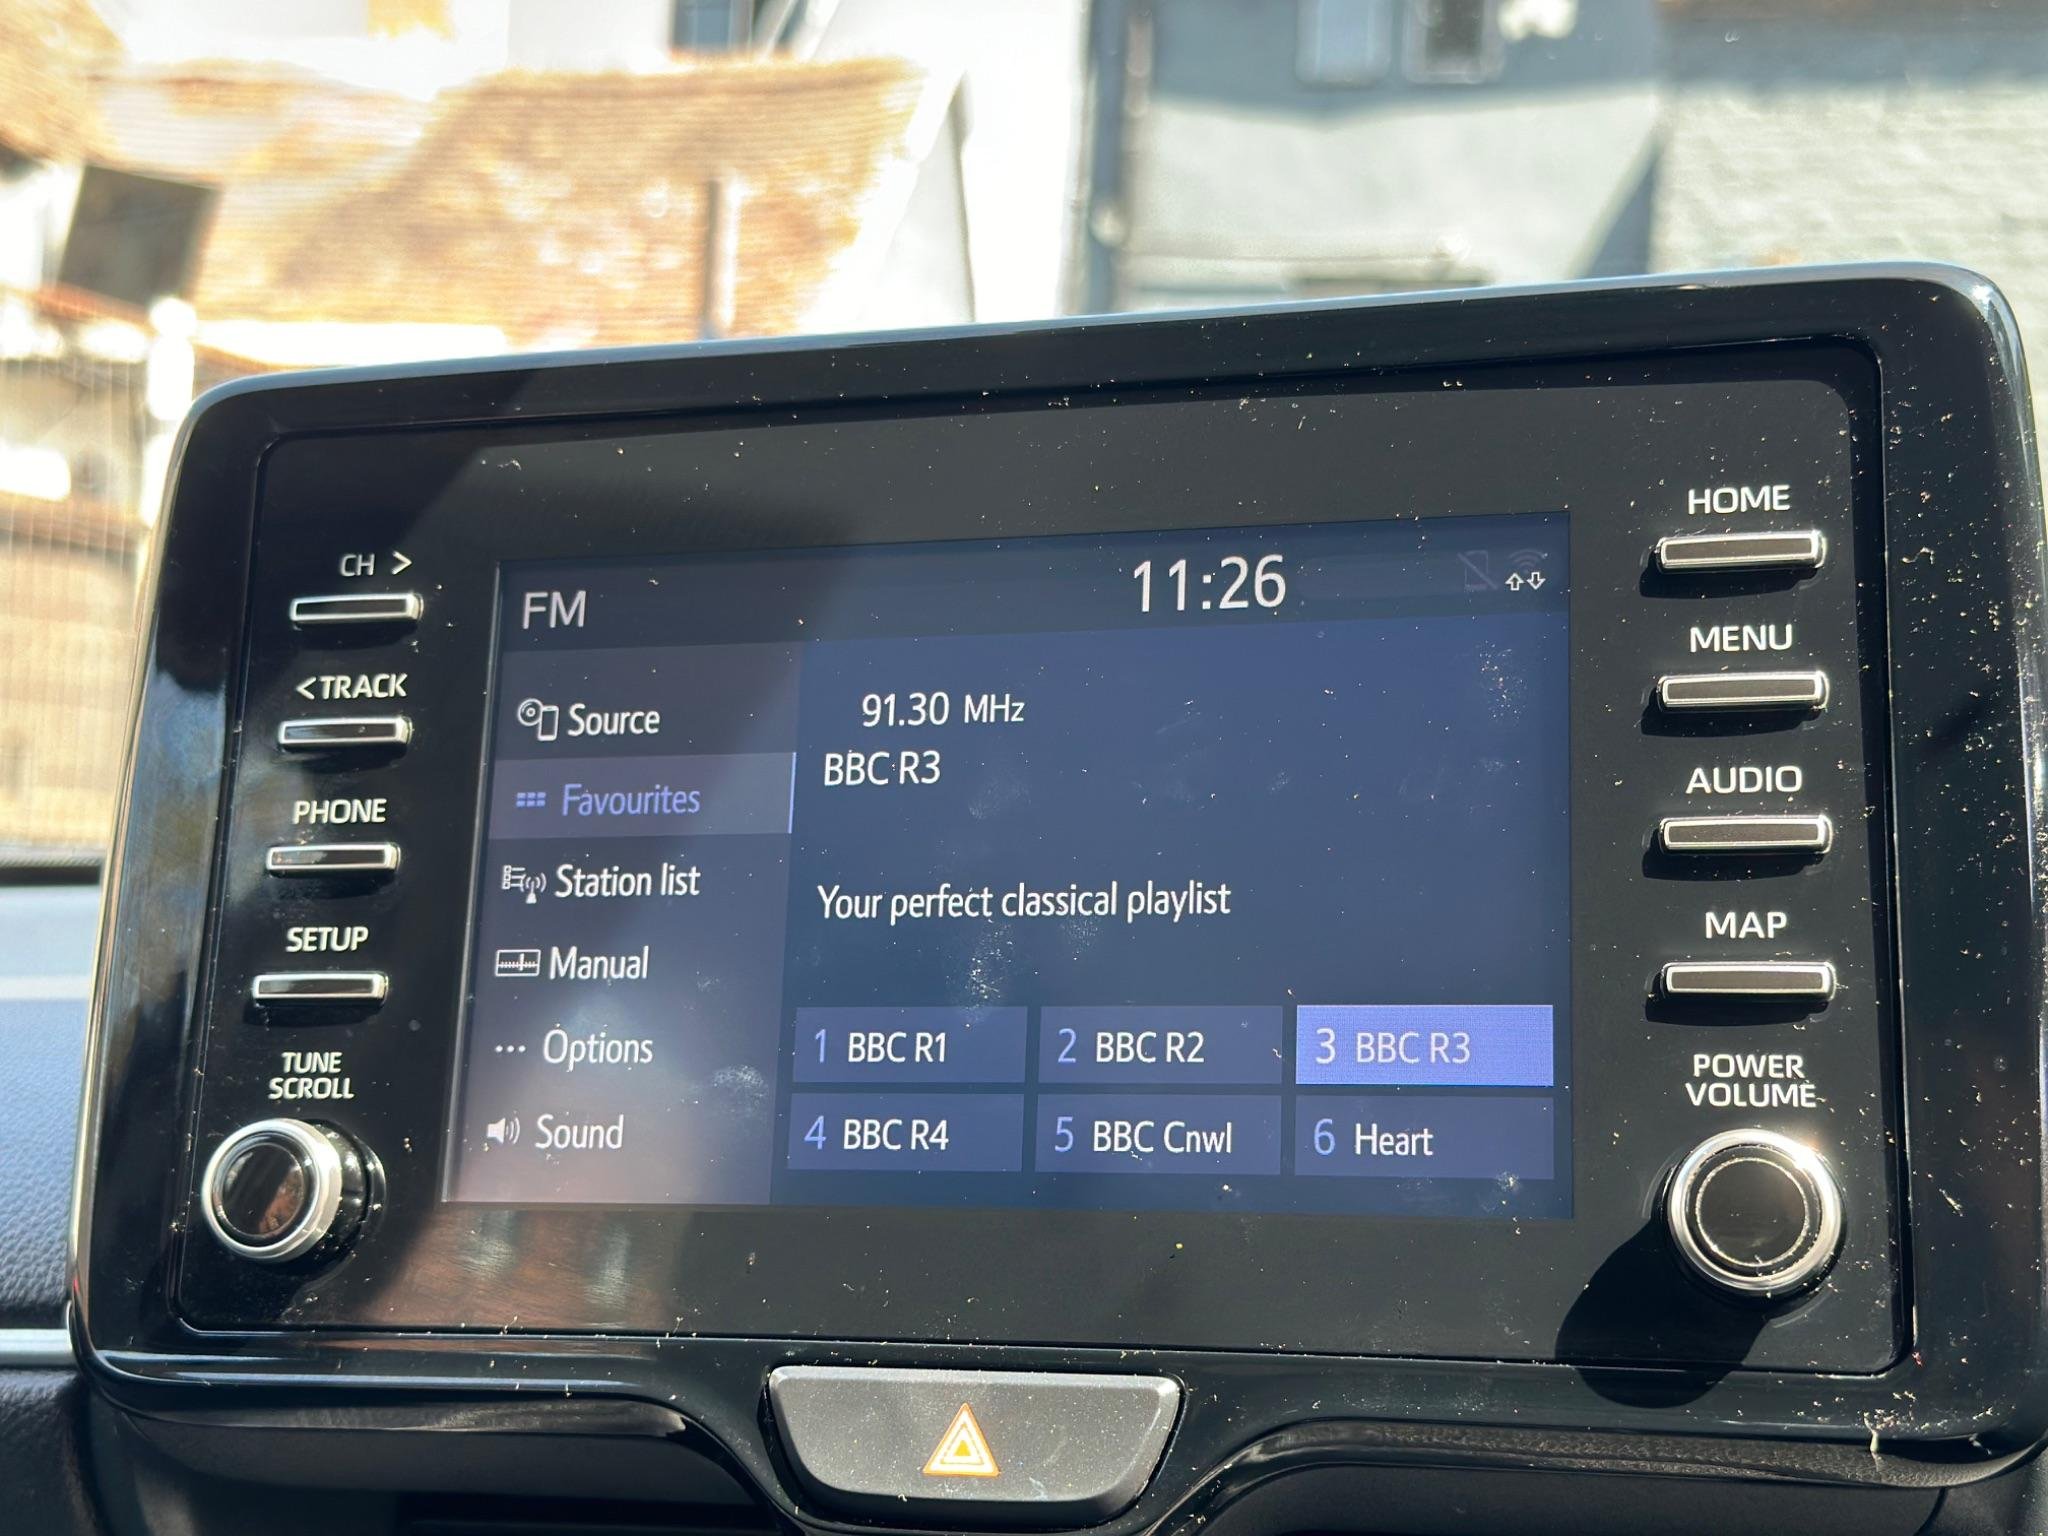 CH >
< TRACK
PHONE
SETUP
TUNE
SCROLL
FM
11:26
Source
Favourites
Station list
Manual
Options
Sound
91.30 MHz
BBC R3
Your perfect classical playlist
1 BBC R1
2 BBC R2
3 BBC R3
4 BBC R4
5 BBC Cnwl
6 Heart
HOME
MENU
AUDIO
MAP
POWER
VOLUME